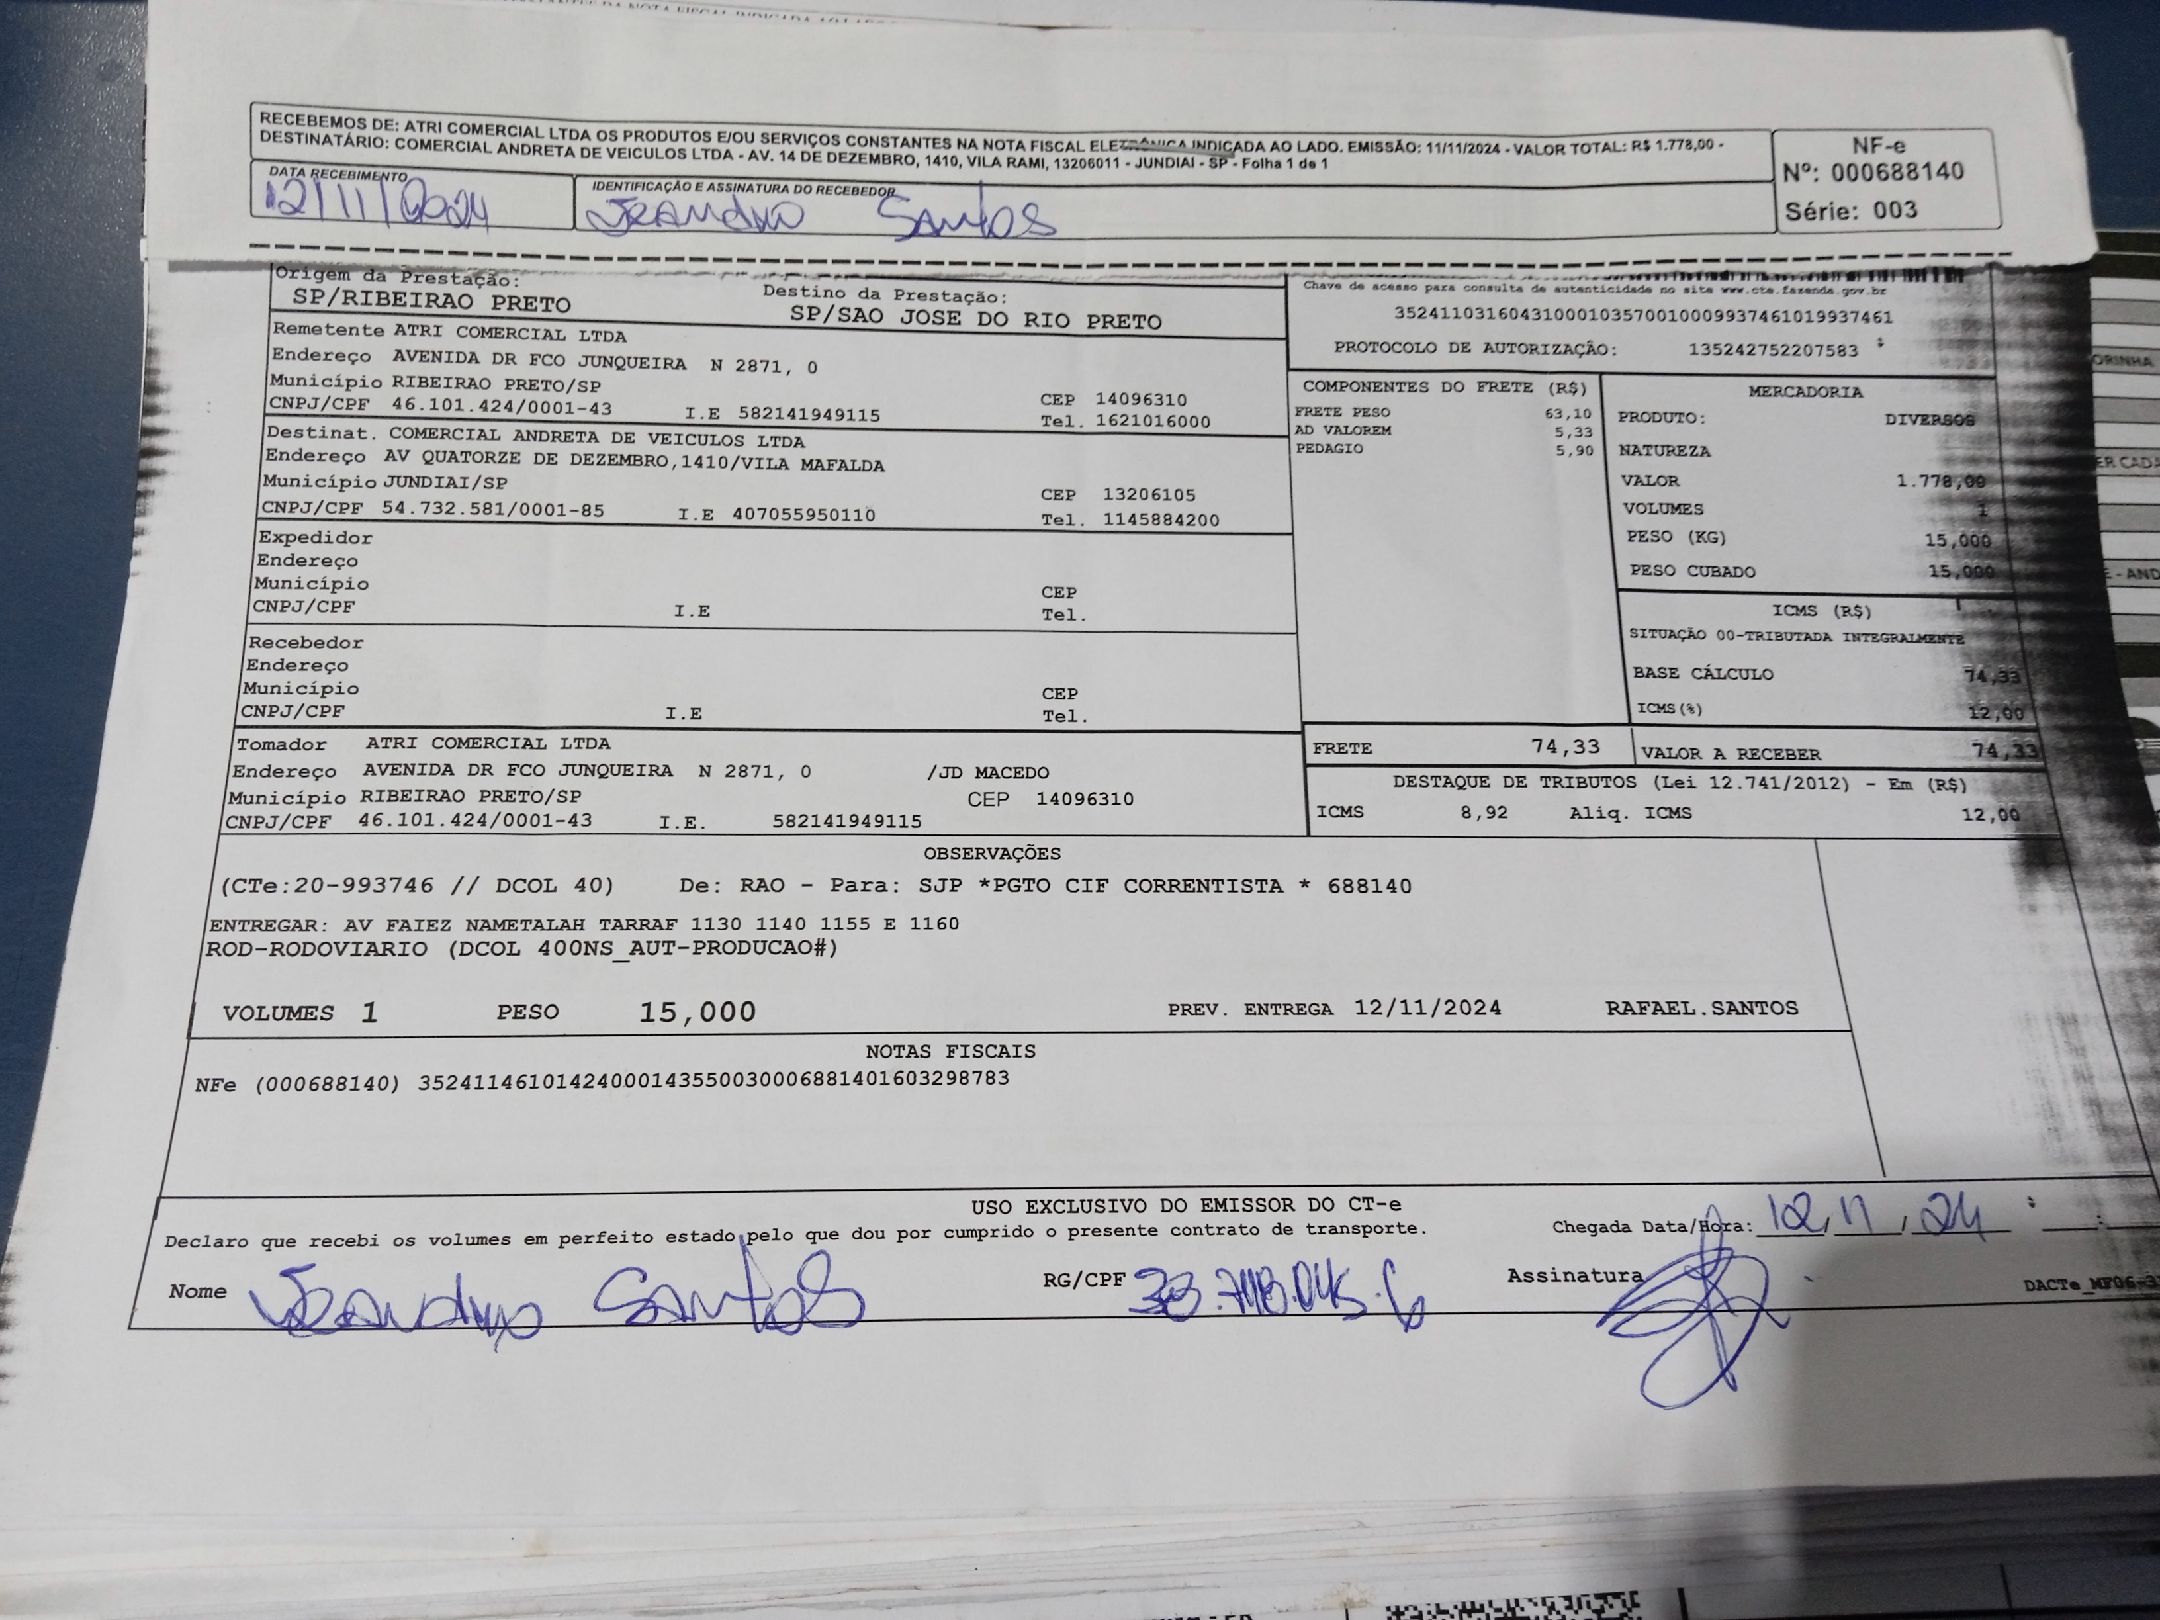 RECEBEMOS DE: ATRI COMERCIAL LTDA OS PRODUTOS E/OU SERVIÇOS CONSTANTES NA NOTA FISCAL ELETRÔNICA INDICADA AO LADO. EMISSÃO: 11/11/2024 - VALOR TOTAL: R$ 1.778,00 -
DESTINATÁRIO: COMERCIAL ANDRETA DE VEICULOS LTDA - AV. 14 DE DEZEMBRO, 1410, VILA RAMI, 13206011 - JUNDIAI - SP - Folha 1 de 1
NF-e
Nº: 000688140
Série: 003
DATA RECEBIMENTO
12/11/2024
IDENTIFICAÇÃO E ASSINATURA DO RECEBEDOR
Santos
Origem da Prestação:
SP/RIBEIRAO PRETO
Destino da Prestação:
SP/SAO JOSE DO RIO PRETO
Chave de acesso para consulta de autenticidade no site www.cte.fazenda.gov.br
35241103160431000103570010009937461019937461
PROTOCOLO DE AUTORIZAÇÃO: 135242752207583
Remetente ATRI COMERCIAL LTDA
Endereço AVENIDA DR FCO JUNQUEIRA N 2871, 0
Município RIBEIRAO PRETO/SP CEP 14096310
CNPJ/CPF 46.101.424/0001-43 I.E 582141949115 Tel. 1621016000
Destinat. COMERCIAL ANDRETA DE VEICULOS LTDA
Endereço AV QUATORZE DE DEZEMBRO,1410/VILA MAFALDA
Município JUNDIAI/SP CEP 13206105
CNPJ/CPF 54.732.581/0001-85 I.E 407055950110 Tel. 1145884200
Expedidor
Endereço
Município CEP
CNPJ/CPF I.E Tel.
Recebedor
Endereço
Município CEP
CNPJ/CPF I.E Tel.
Tomador ATRI COMERCIAL LTDA
Endereço AVENIDA DR FCO JUNQUEIRA N 2871, 0 /JD MACEDO
Município RIBEIRAO PRETO/SP CEP 14096310
CNPJ/CPF 46.101.424/0001-43 I.E. 582141949115
COMPONENTES DO FRETE (R$)
FRETE PESO 63,10
AD VALOREM 5,33
PEDAGIO 5,90
MERCADORIA
PRODUTO: DIVERSOS
NATUREZA
VALOR 1.778,00
VOLUMES 1
PESO (KG) 15,000
PESO CUBADO 15,000
ICMS (R$)
SITUAÇÃO 00-TRIBUTADA INTEGRALMENTE
BASE CÁLCULO 74,33
ICMS(%) 12,00
FRETE 74,33 VALOR A RECEBER 74,33
DESTAQUE DE TRIBUTOS (Lei 12.741/2012) - Em (R$)
ICMS 8,92 Aliq. ICMS 12,00
OBSERVAÇÕES
(CTe:20-993746 // DCOL 40) De: RAO - Para: SJP *PGTO CIF CORRENTISTA * 688140
ENTREGAR: AV FAIEZ NAMETALAH TARRAF 1130 1140 1155 E 1160
ROD-RODOVIARIO (DCOL 400NS_AUT-PRODUCAO#)
VOLUMES 1 PESO 15,000 PREV. ENTREGA 12/11/2024 RAFAEL.SANTOS
NOTAS FISCAIS
NFe (000688140) 35241146101424000143550030006881401603298783
USO EXCLUSIVO DO EMISSOR DO CT-e
Declaro que recebi os volumes em perfeito estado pelo que dou por cumprido o presente contrato de transporte.
Chegada Data/Hora: 12, 11, 24
Nome Santos RG/CPF Assinatura